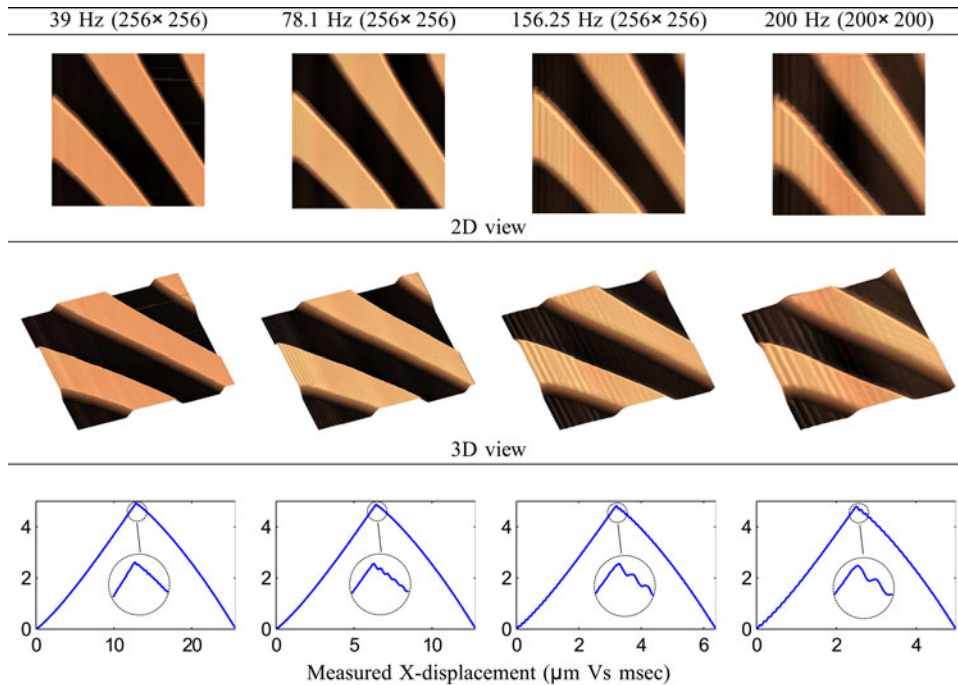 39 Hz (256× 256) 78.1 Hz (256× 256) 156.25 Hz (256× 256) 200 Hz (200× 200)
2D view
3D view
4 4 4 4
2 2 2 2
0 0 0 0
0 10 20 0 5 10 0 2 4 6 0 2 4
Measured X-displacement (μm Vs msec)